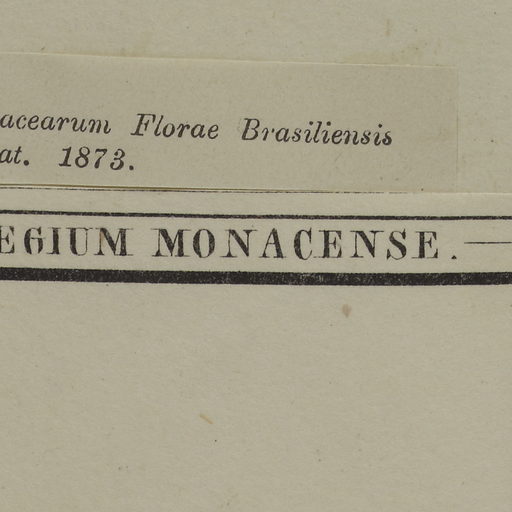 acearum Florae Brasiliensis
at. 1873.
EGIUM MONACENSE.